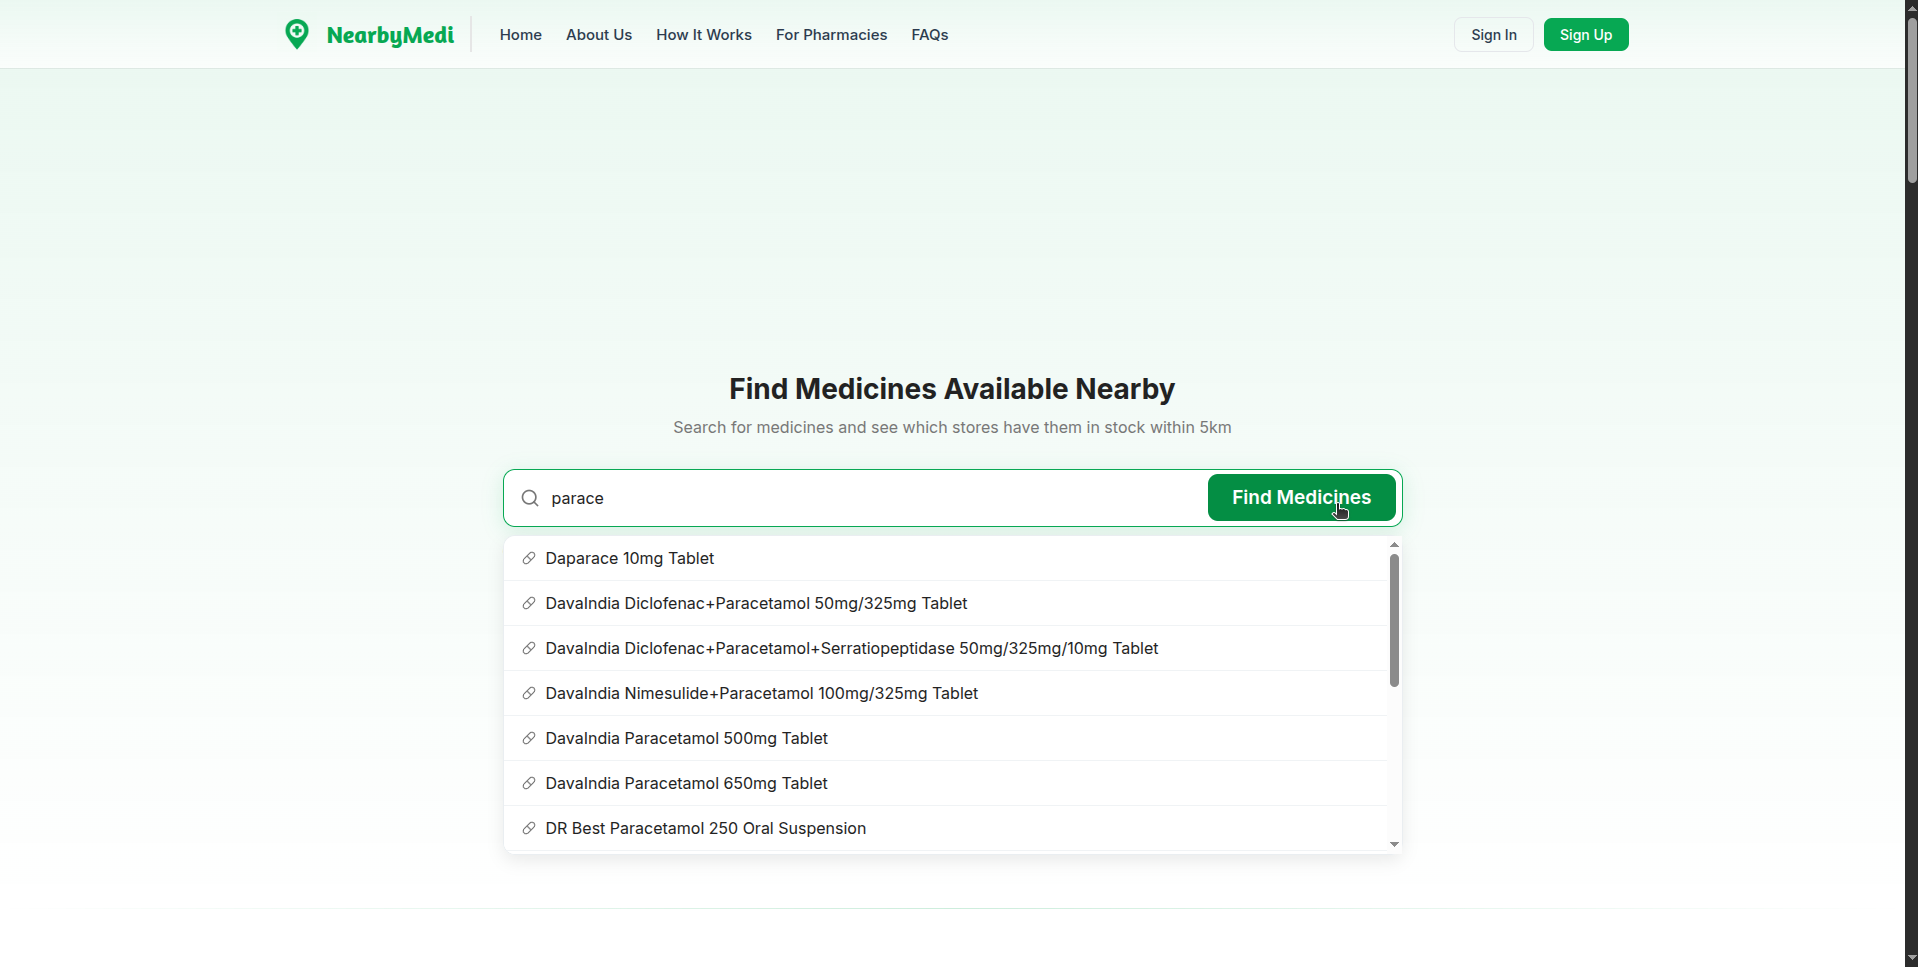 NearbyMedi
Home About Us How It Works For Pharmacies FAQs
Sign In Sign Up
Find Medicines Available Nearby
Search for medicines and see which stores have them in stock within 5km
parace Find Medicines
Daparace 10mg Tablet
DavaIndia Diclofenac+Paracetamol 50mg/325mg Tablet
DavaIndia Diclofenac+Paracetamol+Serratiopeptidase 50mg/325mg/10mg Tablet
DavaIndia Nimesulide+Paracetamol 100mg/325mg Tablet
DavaIndia Paracetamol 500mg Tablet
DavaIndia Paracetamol 650mg Tablet
DR Best Paracetamol 250 Oral Suspension